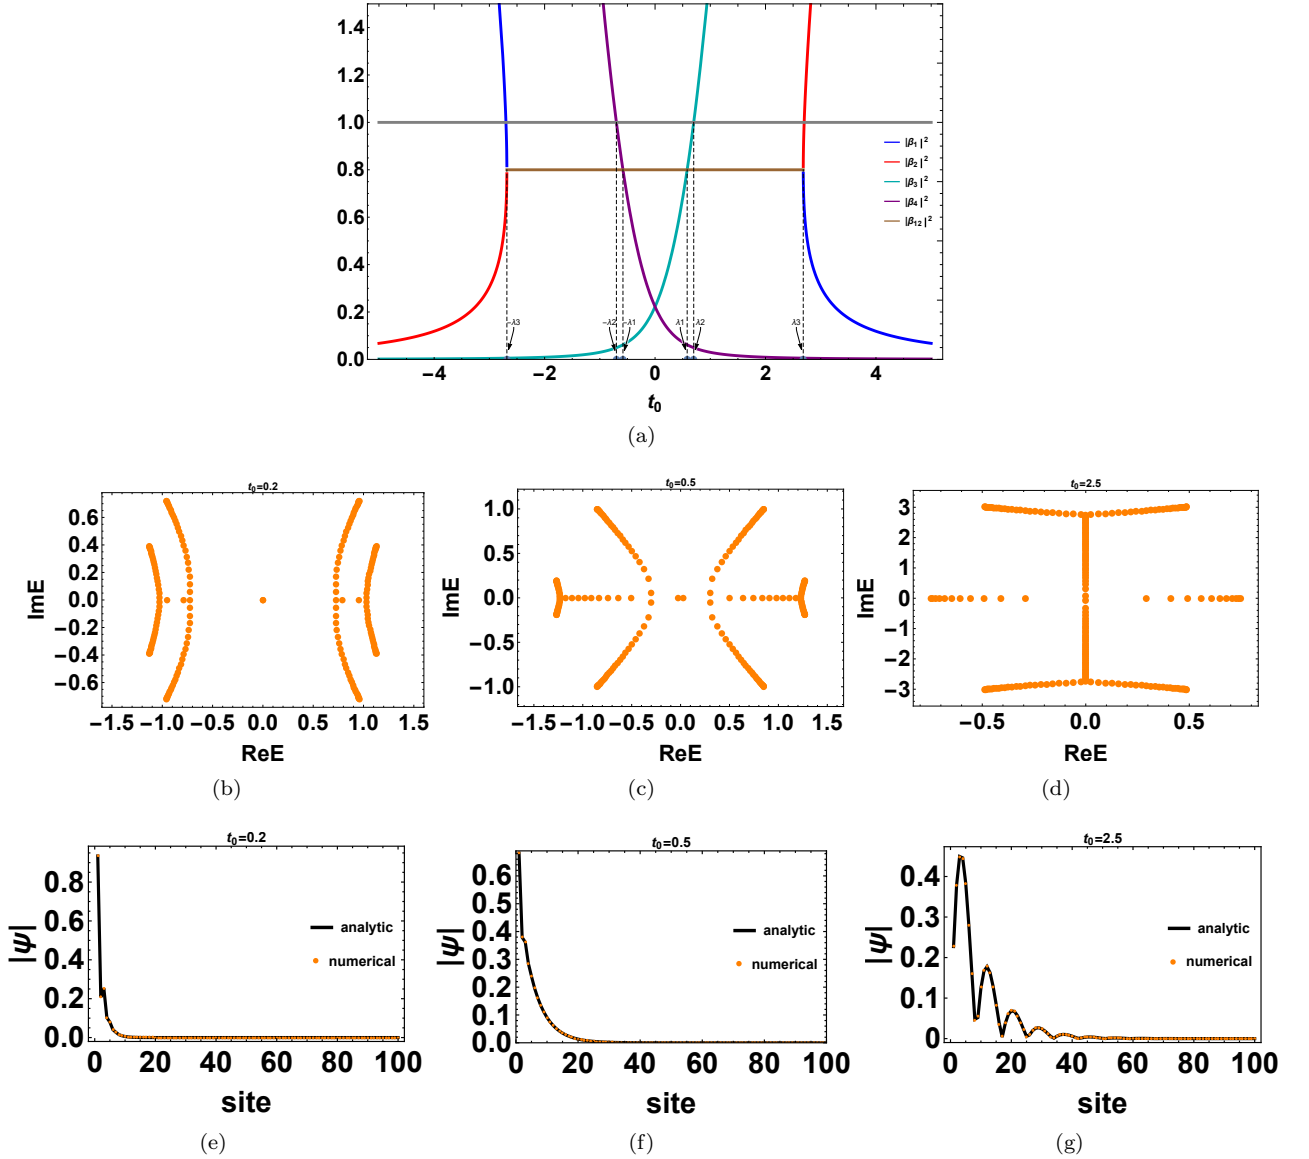 1.4
1.2
1.0
0.8
0.6
0.4
0.2
0.0
|β₁|²
|β₂|²
|β₃|²
|β₄|²
|β₁₂|²
-λ3
-λ2
-λ1
λ1
λ2
λ3
−4 −2 0 2 4
t₀
(a)
t₀=0.2
0.6
0.4
0.2
0.0
−0.2
−0.4
−0.6
ImE
−1.5 −1.0 −0.5 0.0 0.5 1.0 1.5
ReE
(b)
t₀=0.5
1.0
0.5
0.0
−0.5
−1.0
ImE
−1.5 −1.0 −0.5 0.0 0.5 1.0 1.5
ReE
(c)
t₀=2.5
3
2
1
0
−1
−2
−3
ImE
−0.5 0.0 0.5
ReE
(d)
t₀=0.2
0.8
0.6
0.4
0.2
0.0
|ψ|
analytic
numerical
0 20 40 60 80 100
site
(e)
t₀=0.5
0.6
0.5
0.4
0.3
0.2
0.1
0.0
|ψ|
analytic
numerical
0 20 40 60 80 100
site
(f)
t₀=2.5
0.4
0.3
0.2
0.1
0
|ψ|
analytic
numerical
0 20 40 60 80 100
site
(g)